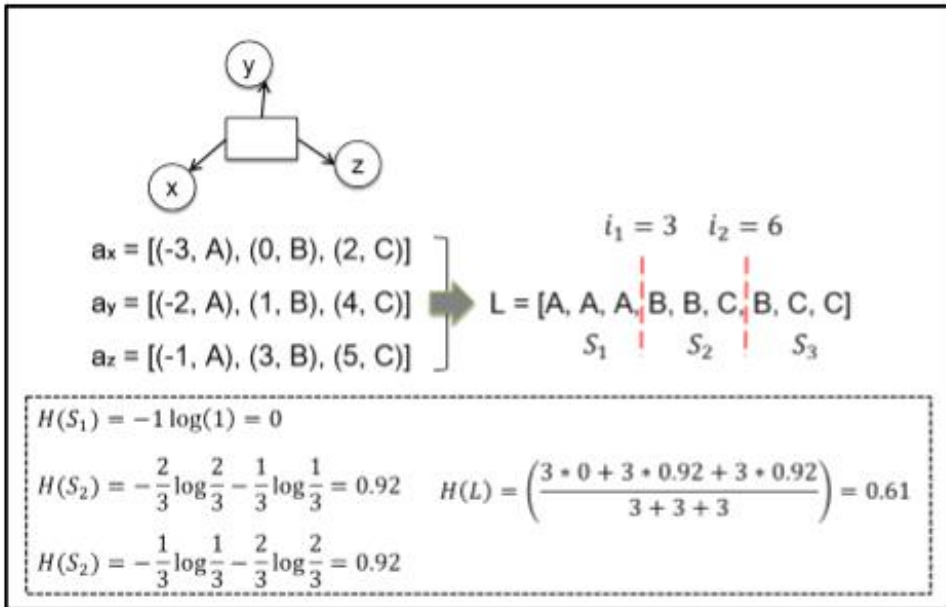 y
x
z
aₓ = [(-3, A), (0, B), (2, C)]
a_y = [(-2, A), (1, B), (4, C)]
a_z = [(-1, A), (3, B), (5, C)]
i₁ = 3 i₂ = 6
L = [A, A, A, B, B, C, B, C, C]
S₁ S₂ S₃
H(S₁) = −1 log(1) = 0
H(S₂) = −2/3 log 2/3 − 1/3 log 1/3 = 0.92
H(L) = ((3 * 0 + 3 * 0.92 + 3 * 0.92)/(3 + 3 + 3)) = 0.61
H(S₂) = −1/3 log 1/3 − 2/3 log 2/3 = 0.92